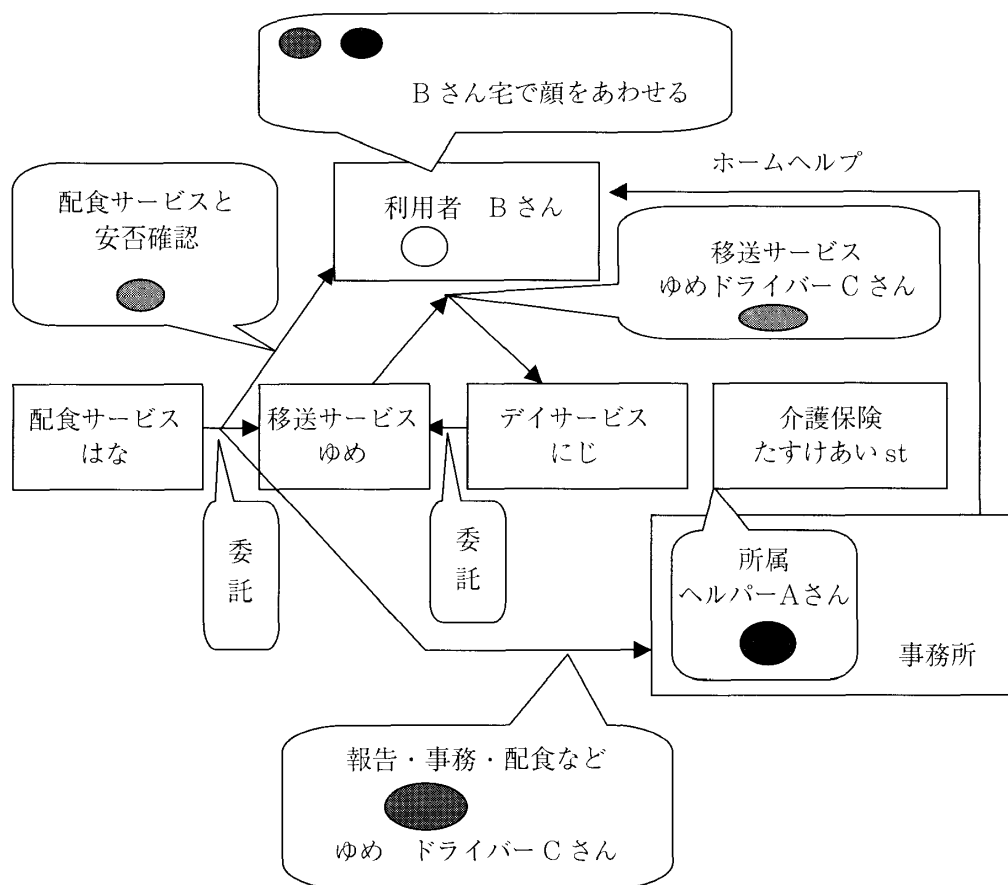 Bさん宅で顔をあわせる
ホームヘルプ
配食サービスと
安否確認
利用者 Bさん
移送サービス
ゆめドライバーCさん
配食サービス
はな
移送サービス
ゆめ
デイサービス
にじ
介護保険
たすけあいst
委
託
委
託
所属
ヘルパーAさん
事務所
報告・事務・配食など
ゆめ ドライバーCさん